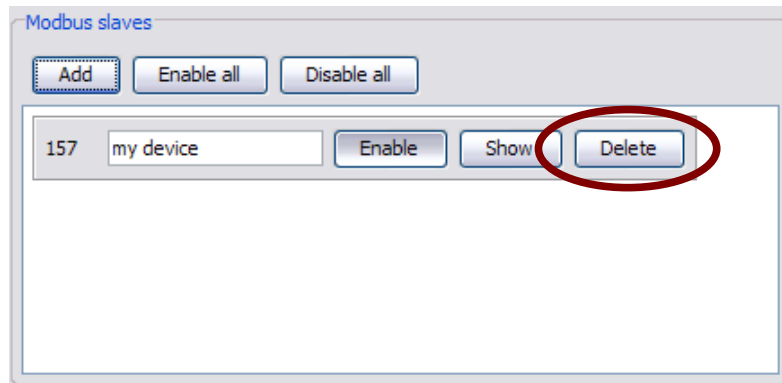 Modbus slaves
Add Enable all Disable all
157 my device Enable Show Delete